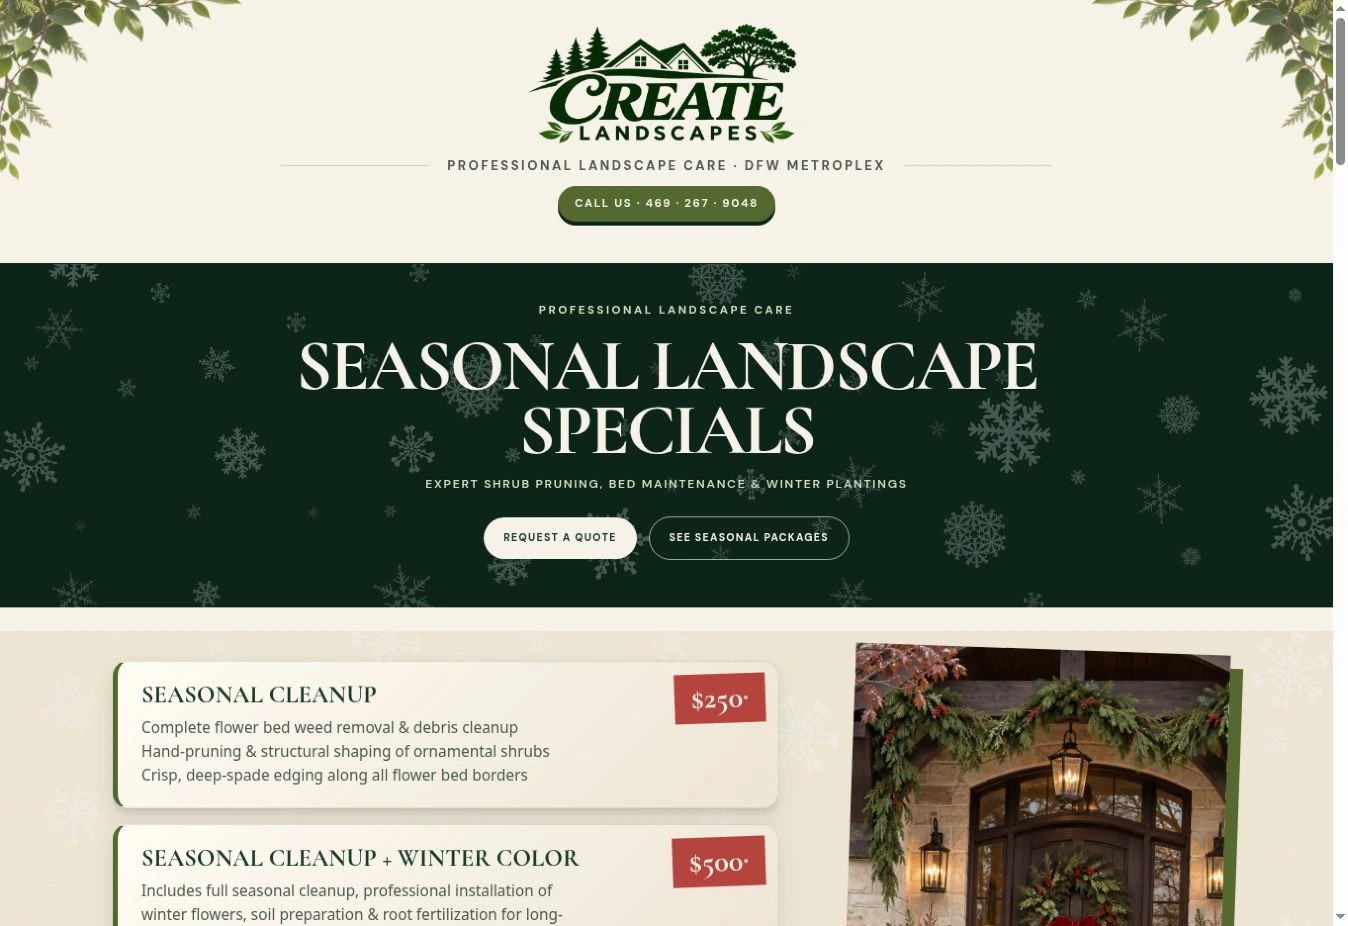 CREATE
LANDSCAPES
PROFESSIONAL LANDSCAPE CARE · DFW METROPLEX
CALL US · 469 · 267 · 9048
PROFESSIONAL LANDSCAPE CARE
SEASONAL LANDSCAPE
SPECIALS
EXPERT SHRUB PRUNING, BED MAINTENANCE & WINTER PLANTINGS
REQUEST A QUOTE
SEE SEASONAL PACKAGES
SEASONAL CLEANUP
$250*
Complete flower bed weed removal & debris cleanup
Hand-pruning & structural shaping of ornamental shrubs
Crisp, deep-spade edging along all flower bed borders
SEASONAL CLEANUP + WINTER COLOR
$500*
Includes full seasonal cleanup, professional installation of
winter flowers, soil preparation & root fertilization for long-